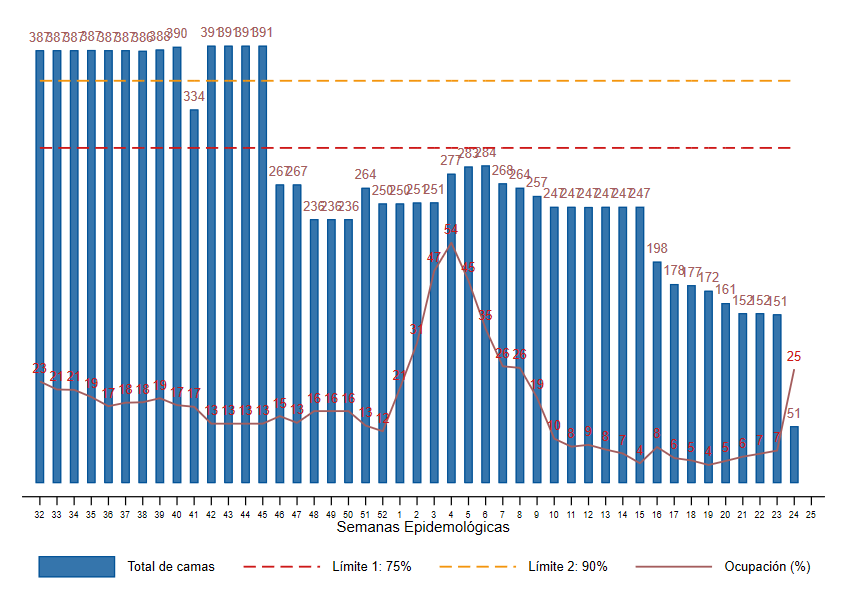 387 387 387 387 387 387 386 388 390 334 391 391 391 391 267 267 236 236 236 264 250 250 251 251 277 283 284 268 264 257 247 247 247 247 247 247 198 178 177 172 161 152 152 151 51
23 21 21 19 17 18 18 19 17 17 13 13 13 13 15 13 16 16 16 13 12 21 31 47 54 45 35 26 26 19 10 8 9 8 7 4 8 6 5 4 5 6 7 7 25
32 33 34 35 36 37 38 39 40 41 42 43 44 45 46 47 48 49 50 51 52 1 2 3 4 5 6 7 8 9 10 11 12 13 14 15 16 17 18 19 20 21 22 23 24 25
Semanas Epidemológicas
Total de camas Límite 1: 75% Límite 2: 90% Ocupación (%)